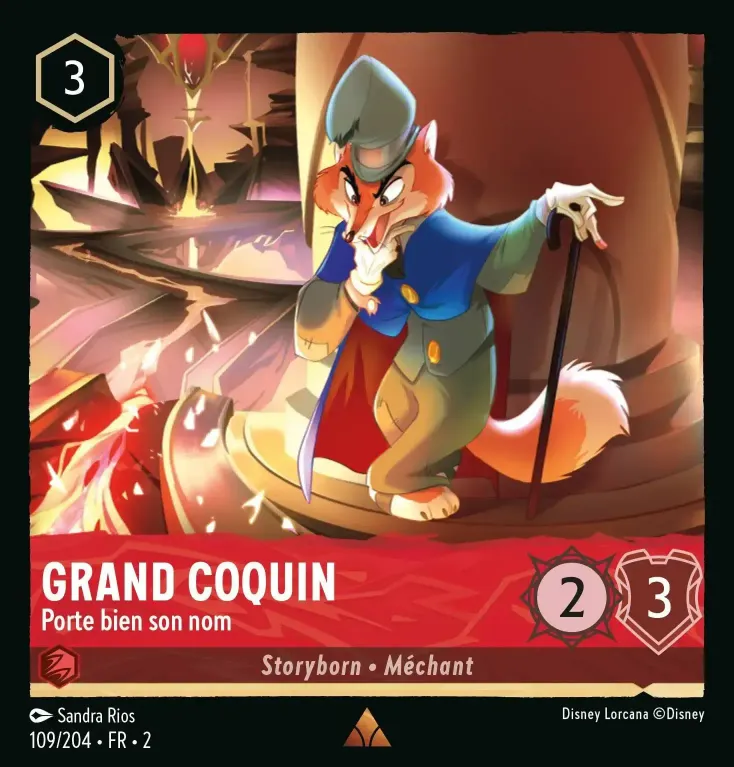 3
GRAND COQUIN
Porte bien son nom
2
3
Storyborn • Méchant
Sandra Rios
109/204 • FR • 2
Disney Lorcana ©Disney